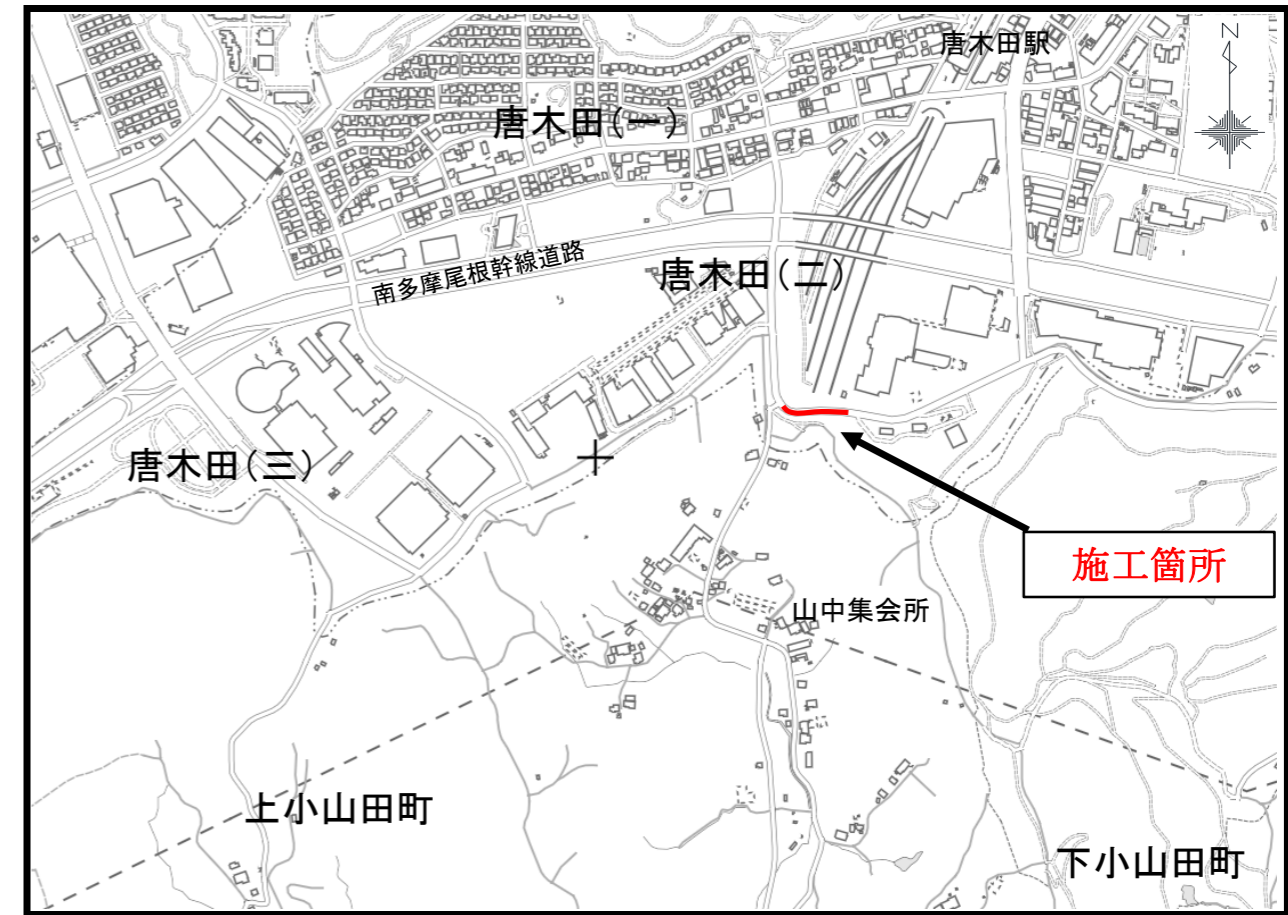 唐木田駅
N
唐木田(一)
南多摩尾根幹線道路
唐木田(二)
唐木田(三)
施工箇所
山中集会所
上小山田町
下小山田町